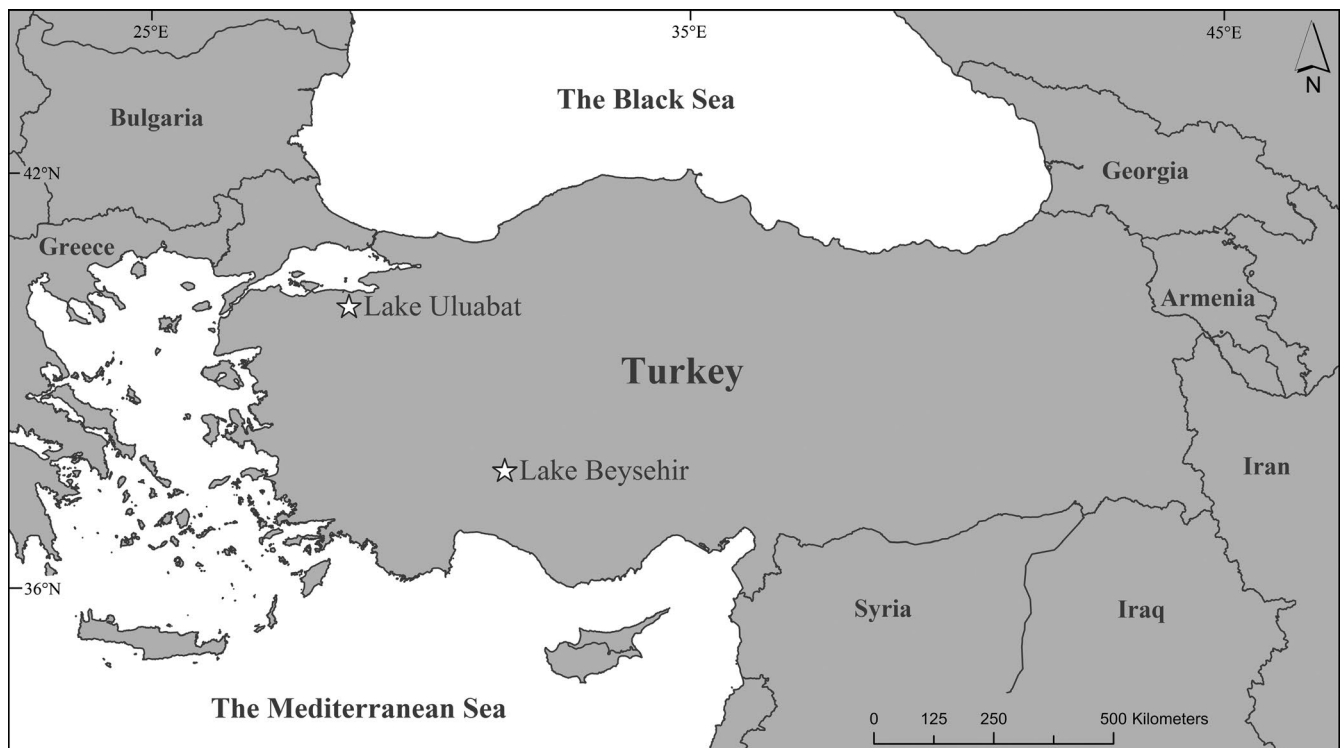 25°E
35°E
45°E
N
The Black Sea
Bulgaria
42°N
Georgia
Greece
Armenia
Lake Uluabat
Turkey
Lake Beysehir
Iran
36°N
Syria
Iraq
The Mediterranean Sea
0 125 250 500 Kilometers